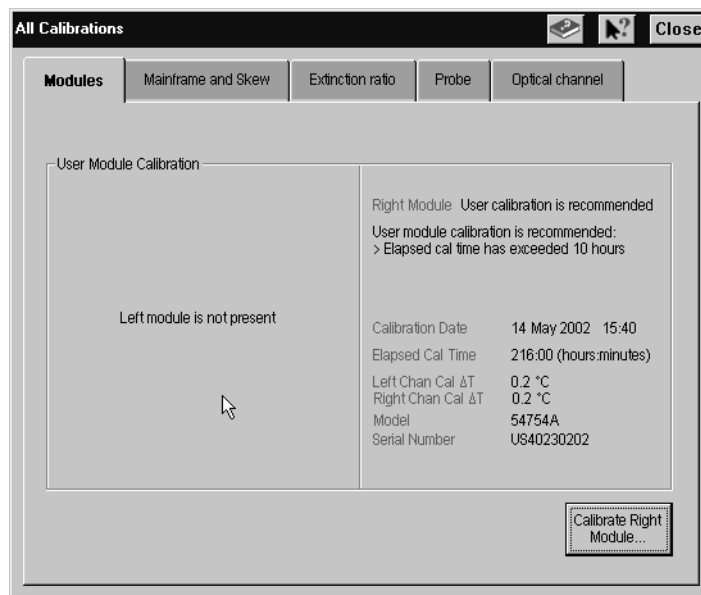 All Calibrations
Close
Modules
Mainframe and Skew
Extinction ratio
Probe
Optical channel
User Module Calibration
Left module is not present
Right Module User calibration is recommended
User module calibration is recommended:
> Elapsed cal time has exceeded 10 hours
Calibration Date 14 May 2002 15:40
Elapsed Cal Time 216:00 (hours:minutes)
Left Chan Cal ΔT 0.2 °C
Right Chan Cal ΔT 0.2 °C
Model 54754A
Serial Number US40230202
Calibrate Right
Module...